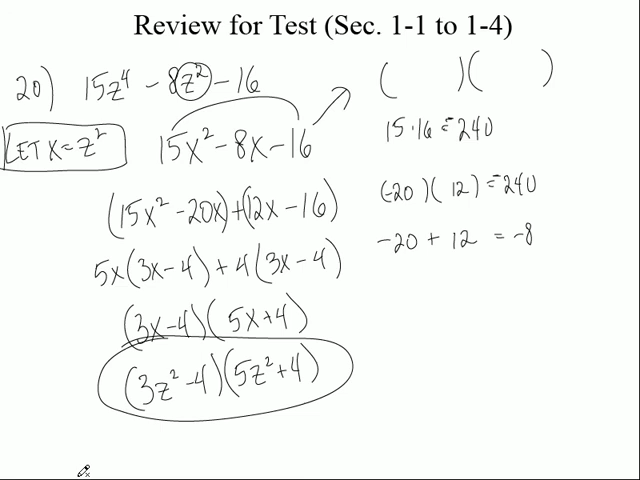 Review for Test (Sec. 1-1 to 1-4)
20) 15z⁴ - 8z² - 16
( )( )
LET X = z²
15x² - 8x - 16
15 · 16 = -240
(15x² - 20x) + (12x - 16)
(-20)(12) = -240
5x(3x - 4) + 4(3x - 4)
-20 + 12 = -8
(3x - 4)(5x + 4)
(3z² - 4)(5z² + 4)